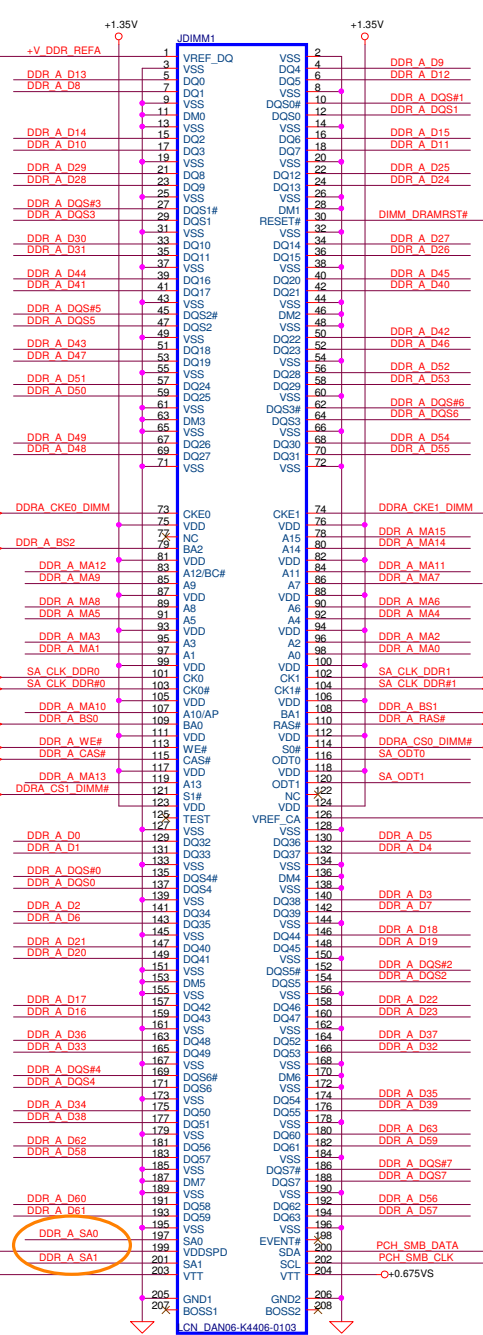 +1.35V +1.35V
JDIMM1
+V_DDR_REFA 1 VREF_DQ VSS 2
3 VSS DQ4 4 DDR_A_D9
DDR_A_D13 5 DQ0 DQ5 6 DDR_A_D12
DDR_A_D8 7 DQ1 VSS 8
9 VSS DQS0# 10 DDR_A_DQS#1
11 DM0 DQS0 12 DDR_A_DQS1
13 VSS VSS 14
DDR_A_D14 15 DQ2 DQ6 16 DDR_A_D15
DDR_A_D10 17 DQ3 DQ7 18 DDR_A_D11
19 VSS VSS 20
DDR_A_D29 21 DQ8 DQ12 22 DDR_A_D25
DDR_A_D28 23 DQ9 DQ13 24 DDR_A_D24
25 VSS VSS 26
DDR_A_DQS#3 27 DQS1# DM1 28
DDR_A_DQS3 29 DQS1 RESET# 30 DIMM_DRAMRST#
31 VSS VSS 32
DDR_A_D30 33 DQ10 DQ14 34 DDR_A_D27
DDR_A_D31 35 DQ11 DQ15 36 DDR_A_D26
37 VSS VSS 38
DDR_A_D44 39 DQ16 DQ20 40 DDR_A_D45
DDR_A_D41 41 DQ17 DQ21 42 DDR_A_D40
43 VSS VSS 44
DDR_A_DQS#5 45 DQS2# DM2 46
DDR_A_DQS5 47 DQS2 VSS 48
49 VSS DQ22 50 DDR_A_D42
DDR_A_D43 51 DQ18 DQ23 52 DDR_A_D46
DDR_A_D47 53 DQ19 VSS 54
55 VSS DQ28 56 DDR_A_D52
DDR_A_D51 57 DQ24 DQ29 58 DDR_A_D53
DDR_A_D50 59 DQ25 VSS 60
61 VSS DQS3# 62 DDR_A_DQS#6
63 DM3 DQS3 64 DDR_A_DQS6
65 VSS VSS 66
DDR_A_D49 67 DQ26 DQ30 68 DDR_A_D54
DDR_A_D48 69 DQ27 DQ31 70 DDR_A_D55
71 VSS VSS 72
DDRA_CKE0_DIMM 73 CKE0 CKE1 74 DDRA_CKE1_DIMM
75 VDD VDD 76
77 NC A15 78 DDR_A_MA15
DDR_A_BS2 79 BA2 A14 80 DDR_A_MA14
81 VDD VDD 82
DDR_A_MA12 83 A12/BC# A11 84 DDR_A_MA11
DDR_A_MA9 85 A9 A7 86 DDR_A_MA7
87 VDD VDD 88
DDR_A_MA8 89 A8 A6 90 DDR_A_MA6
DDR_A_MA5 91 A5 A4 92 DDR_A_MA4
93 VDD VDD 94
DDR_A_MA3 95 A3 A2 96 DDR_A_MA2
DDR_A_MA1 97 A1 A0 98 DDR_A_MA0
99 VDD VDD 100
SA_CLK_DDR0 101 CK0 CK1 102 SA_CLK_DDR1
SA_CLK_DDR#0 103 CK0# CK1# 104 SA_CLK_DDR#1
105 VDD VDD 106
DDR_A_MA10 107 A10/AP BA1 108 DDR_A_BS1
DDR_A_BS0 109 BA0 RAS# 110 DDR_A_RAS#
111 VDD VDD 112
DDR_A_WE# 113 WE# S0# 114 DDRA_CS0_DIMM#
DDR_A_CAS# 115 CAS# ODT0 116 SA_ODT0
117 VDD VDD 118
DDR_A_MA13 119 A13 ODT1 120 SA_ODT1
DDRA_CS1_DIMM# 121 S1# NC 122
123 VDD VDD 124
125 TEST VREF_CA 126
127 VSS VSS 128
DDR_A_D0 129 DQ32 DQ36 130 DDR_A_D5
DDR_A_D1 131 DQ33 DQ37 132 DDR_A_D4
133 VSS VSS 134
DDR_A_DQS#0 135 DQS4# DM4 136
DDR_A_DQS0 137 DQS4 VSS 138
139 VSS DQ38 140 DDR_A_D3
DDR_A_D2 141 DQ34 DQ39 142 DDR_A_D7
DDR_A_D6 143 DQ35 VSS 144
145 VSS DQ44 146 DDR_A_D18
DDR_A_D21 147 DQ40 DQ45 148 DDR_A_D19
DDR_A_D20 149 DQ41 VSS 150
151 VSS DQS5# 152 DDR_A_DQS#2
153 DM5 DQS5 154 DDR_A_DQS2
155 VSS VSS 156
DDR_A_D17 157 DQ42 DQ46 158 DDR_A_D22
DDR_A_D16 159 DQ43 DQ47 160 DDR_A_D23
161 VSS VSS 162
DDR_A_D36 163 DQ48 DQ52 164 DDR_A_D37
DDR_A_D33 165 DQ49 DQ53 166 DDR_A_D32
167 VSS VSS 168
DDR_A_DQS#4 169 DQS6# DM6 170
DDR_A_DQS4 171 DQS6 VSS 172
173 VSS DQ54 174 DDR_A_D35
DDR_A_D34 175 DQ50 DQ55 176 DDR_A_D39
DDR_A_D38 177 DQ51 VSS 178
179 VSS DQ60 180 DDR_A_D63
DDR_A_D62 181 DQ56 DQ61 182 DDR_A_D59
DDR_A_D58 183 DQ57 VSS 184
185 VSS DQS7# 186 DDR_A_DQS#7
187 DM7 DQS7 188 DDR_A_DQS7
189 VSS VSS 190
DDR_A_D60 191 DQ58 DQ62 192 DDR_A_D56
DDR_A_D61 193 DQ59 DQ63 194 DDR_A_D57
195 VSS VSS 196
DDR_A_SA0 197 SA0 EVENT# 198
199 VDDSPD SDA 200 PCH_SMB_DATA
DDR_A_SA1 201 SA1 SCL 202 PCH_SMB_CLK
203 VTT VTT 204 +0.675VS
205 GND1 GND2 206
207 BOSS1 BOSS2 208
LCN_DAN06-K4406-0103